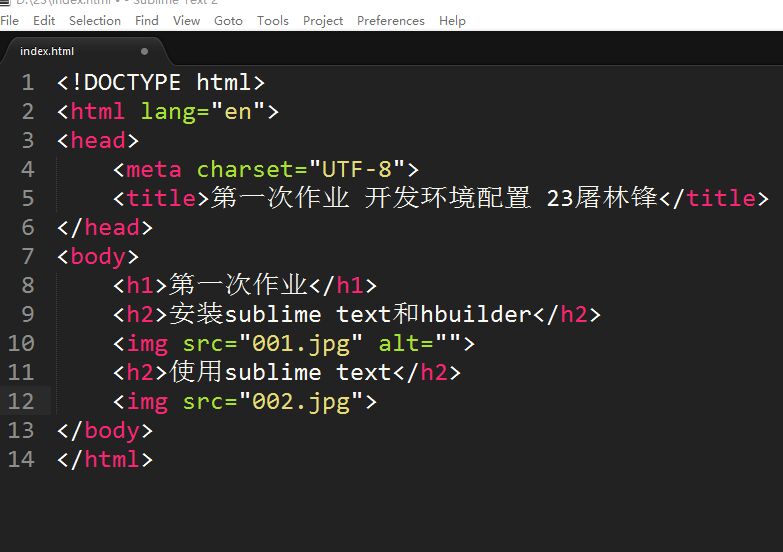 D:\23\index.html • - Sublime Text 2
File Edit Selection Find View Goto Tools Project Preferences Help
index.html
1 <!DOCTYPE html>
2 <html lang="en">
3 <head>
4 <meta charset="UTF-8">
5 <title>第一次作业 开发环境配置 23屠林锋</title>
6 </head>
7 <body>
8 <h1>第一次作业</h1>
9 <h2>安装sublime text和hbuilder</h2>
10 <img src="001.jpg" alt="">
11 <h2>使用sublime text</h2>
12 <img src="002.jpg">
13 </body>
14 </html>